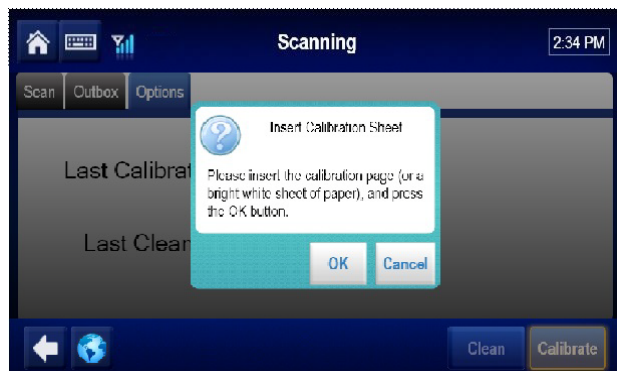 Scanning
2:34 PM
Scan Outbox Options
Insert Calibration Sheet
Last Calibrat
Please insert the calibration page (or a
bright white sheet of paper), and press
the OK button.
Last Clean
OK Cancel
Clean Calibrate